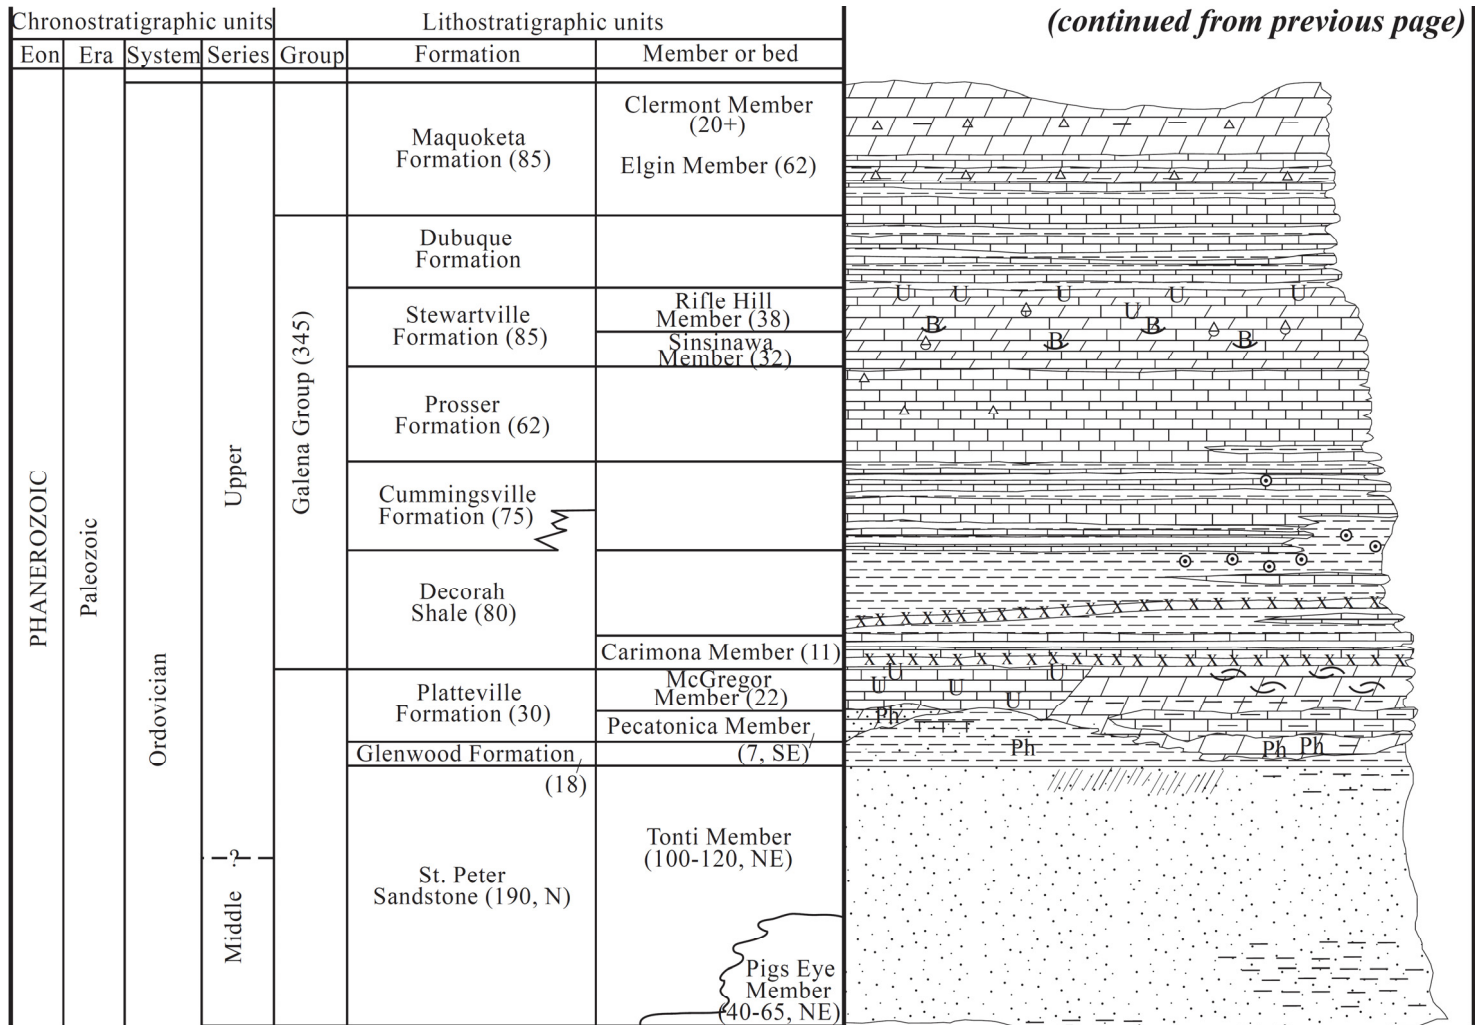 Chronostratigraphic units
Lithostratigraphic units
(continued from previous page)
Eon
Era
System
Series
Group
Formation
Member or bed
PHANEROZOIC
Paleozoic
Ordovician
Upper
?
Middle
Galena Group (345)
Maquoketa
Formation (85)
Clermont Member
(20+)
Elgin Member (62)
Dubuque
Formation
Stewartville
Formation (85)
Rifle Hill
Member (38)
Sinsinawa
Member (32)
Prosser
Formation (62)
Cummingsville
Formation (75)
Decorah
Shale (80)
Carimona Member (11)
Platteville
Formation (30)
McGregor
Member (22)
Pecatonica Member
(7, SE)
Glenwood Formation
(18)
St. Peter
Sandstone (190, N)
Tonti Member
(100-120, NE)
Pigs Eye
Member
(40-65, NE)
U U U U U
U
B B
B B
X X X X X X X X X X X X X X X X X X X X X X X
X X X X X X X X X X X X X X X X X X X X X X X
U U
U U
U
Ph
Ph
Ph Ph